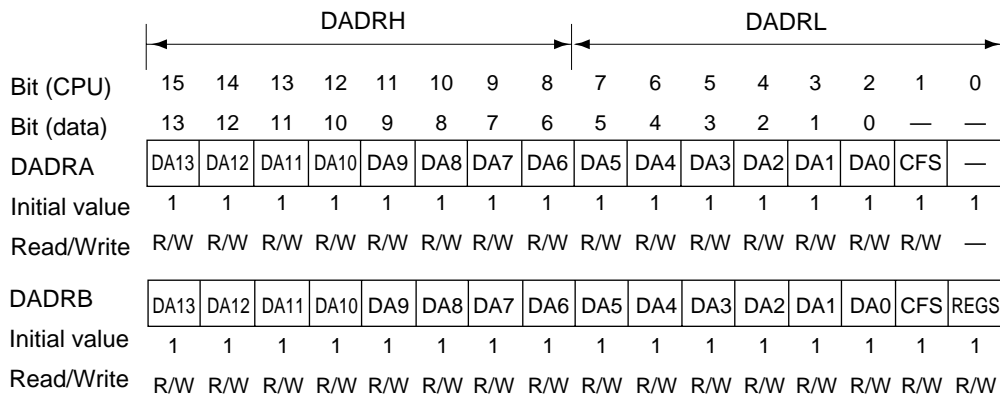 DADRH DADRL
Bit (CPU) 15 14 13 12 11 10 9 8 7 6 5 4 3 2 1 0
Bit (data) 13 12 11 10 9 8 7 6 5 4 3 2 1 0 — —
DADRA DA13 DA12 DA11 DA10 DA9 DA8 DA7 DA6 DA5 DA4 DA3 DA2 DA1 DA0 CFS —
Initial value 1 1 1 1 1 1 1 1 1 1 1 1 1 1 1 1
Read/Write R/W R/W R/W R/W R/W R/W R/W R/W R/W R/W R/W R/W R/W R/W R/W —
DADRB DA13 DA12 DA11 DA10 DA9 DA8 DA7 DA6 DA5 DA4 DA3 DA2 DA1 DA0 CFS REGS
Initial value 1 1 1 1 1 1 1 1 1 1 1 1 1 1 1 1
Read/Write R/W R/W R/W R/W R/W R/W R/W R/W R/W R/W R/W R/W R/W R/W R/W R/W